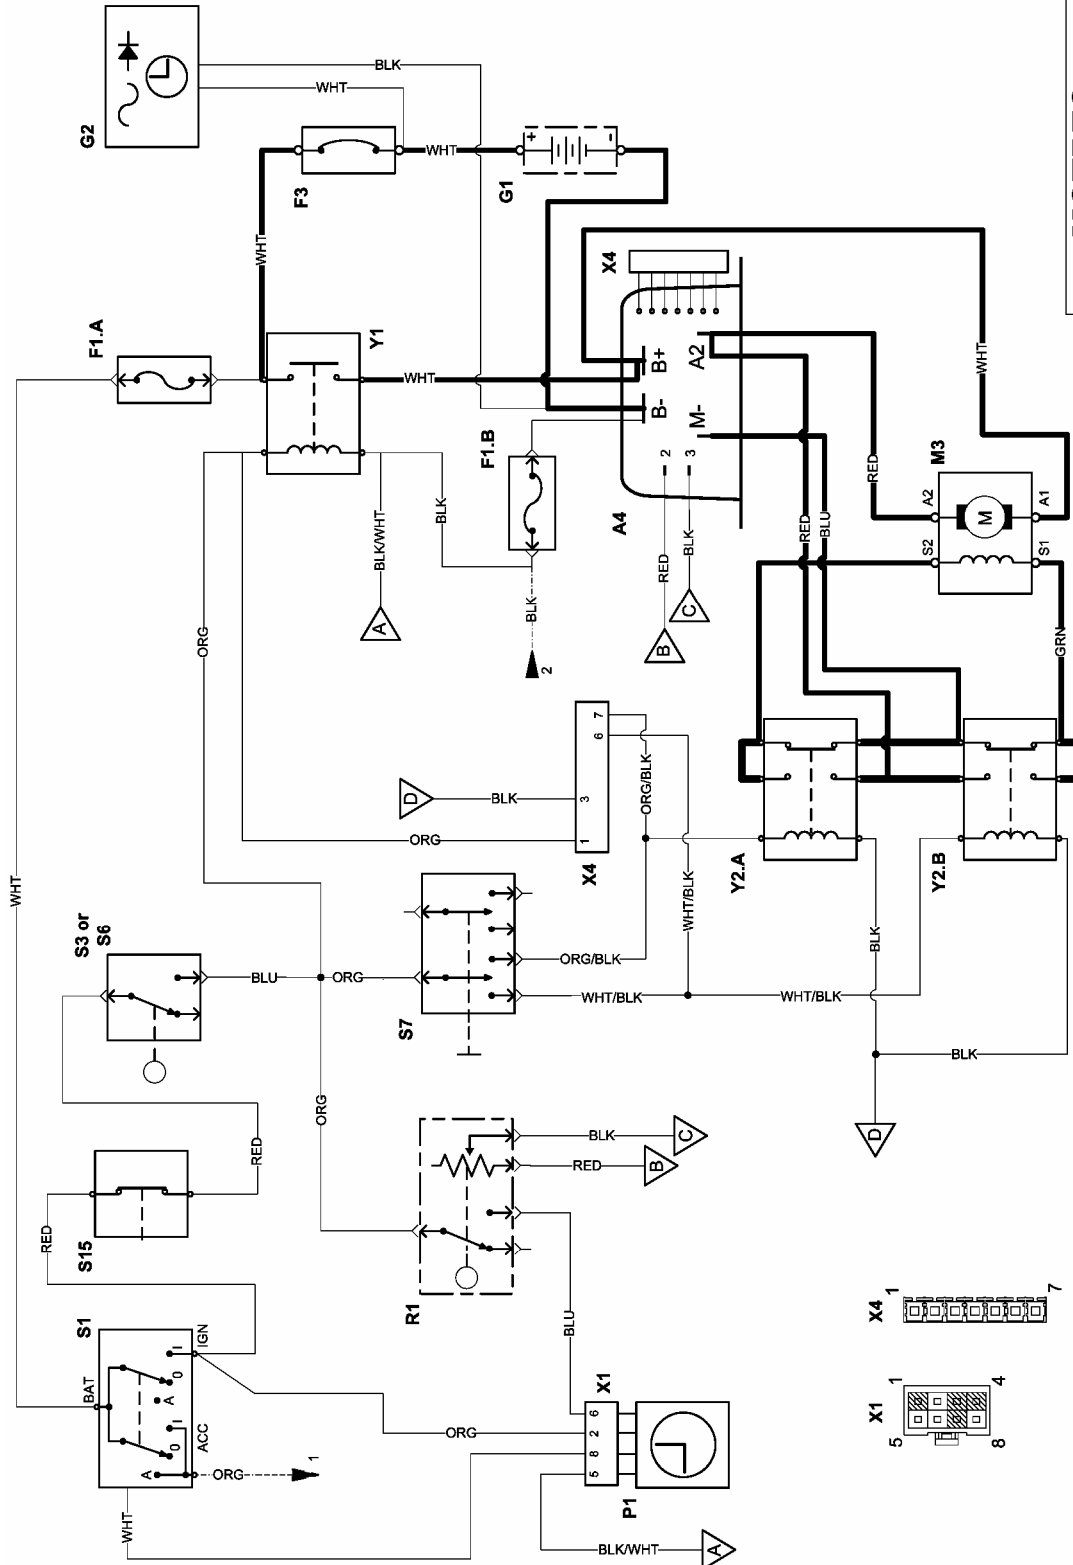 G2
BLK
WHT
F3
WHT
+
-
G1
WHT
F1.A
Y1
X4
WHT
B+
B-
A2
M-
2
3
F1.B
A4
BLK/WHT
BLK
A
BLK
2
RED
BLK
B
C
RED
RED
BLU
WHT
M3
A2
A1
S2
S1
M
GRN
ORG
WHT
D
BLK
ORG
7
6
3
1
X4
ORG/BLK
WHT/BLK
Y2.A
Y2.B
S3 or
S6
BLU
ORG
S7
ORG/BLK
WHT/BLK
WHT/BLK
BLK
BLK
D
RED
RED
S15
ORG
R1
BLK
C
RED
B
BLU
S1
BAT
IGN
ACC
I
0
A
I
0
A
ORG
1
WHT
ORG
X1
6
2
8
5
P1
BLK/WHT
A
X4
1
7
X1
1
4
5
8